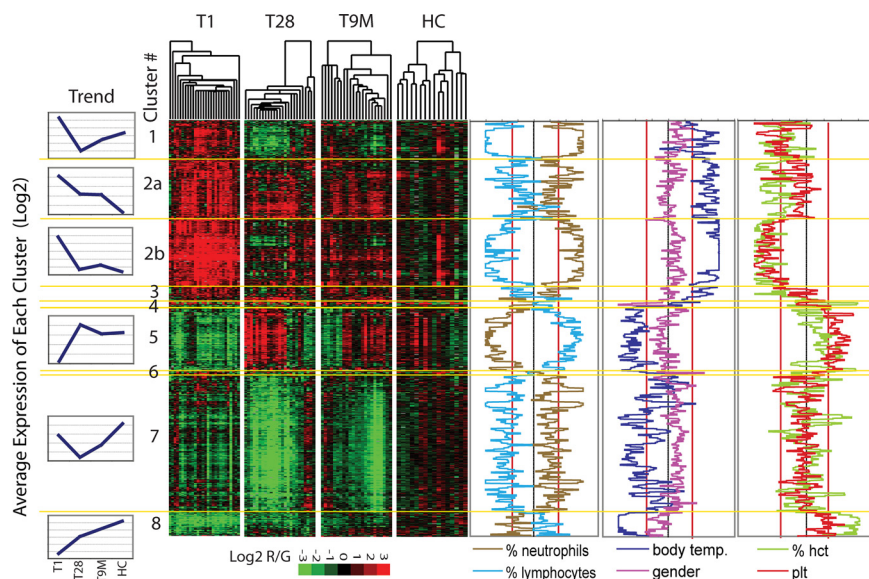 T1 T28 T9M HC
Cluster #
Trend
Average Expression of Each Cluster (Log2)
1
2a
2b
3
4
5
6
7
8
T1 T28 T9M HC
Log2 R/G
-3 -2 -1 0 1 2 3
% neutrophils
% lymphocytes
body temp.
gender
% hct
plt